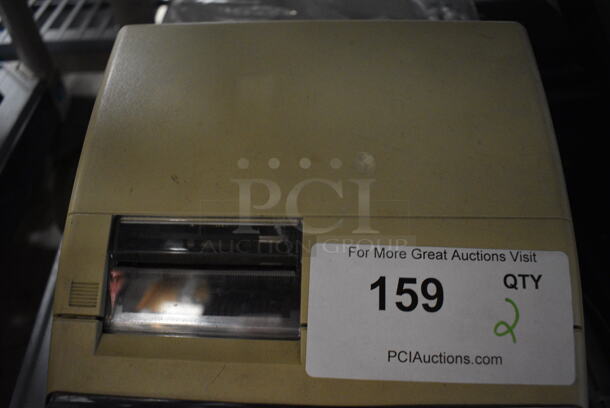 PCI
AUCTION GROUP
For More Great Auctions Visit
159
QTY
2
PCIAuctions.com